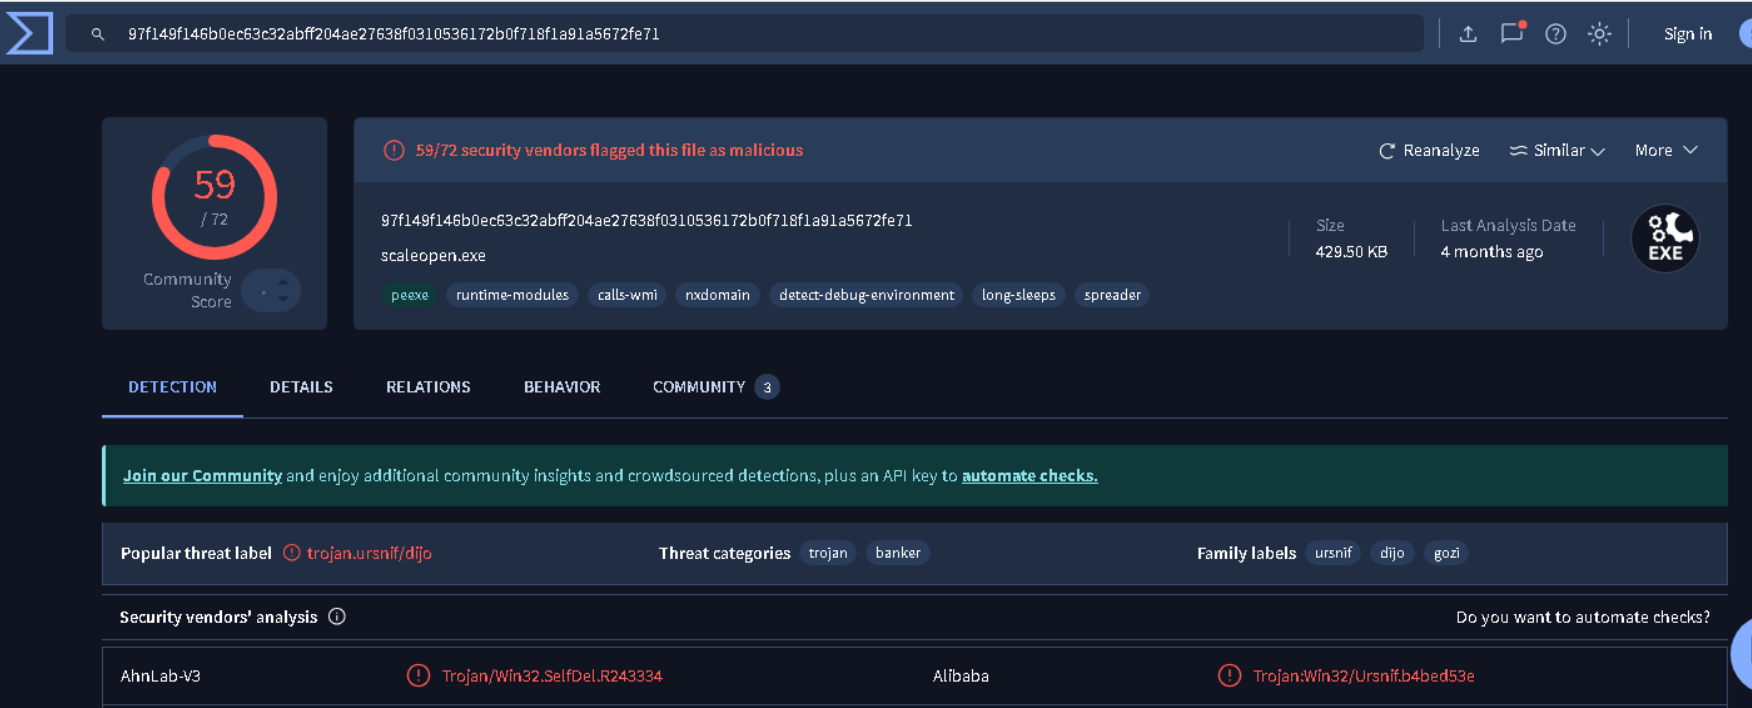 97f149f146b0ec63c32abff204ae27638f0310536172b0f718f1a91a5672fe71
Sign in
59
/ 72
Community
Score
59/72 security vendors flagged this file as malicious
Reanalyze
Similar
More
97f149f146b0ec63c32abff204ae27638f0310536172b0f718f1a91a5672fe71
scaleopen.exe
peexe runtime-modules calls-wmi nxdomain detect-debug-environment long-sleeps spreader
Size
429.50 KB
Last Analysis Date
4 months ago
EXE
DETECTION DETAILS RELATIONS BEHAVIOR COMMUNITY 3
Join our Community and enjoy additional community insights and crowdsourced detections, plus an API key to automate checks.
Popular threat label trojan.ursnif/dijo Threat categories trojan banker Family labels ursnif dijo gozi
Security vendors' analysis Do you want to automate checks?
AhnLab-V3 Trojan/Win32.SelfDel.R243334 Alibaba Trojan:Win32/Ursnif.b4bed53e